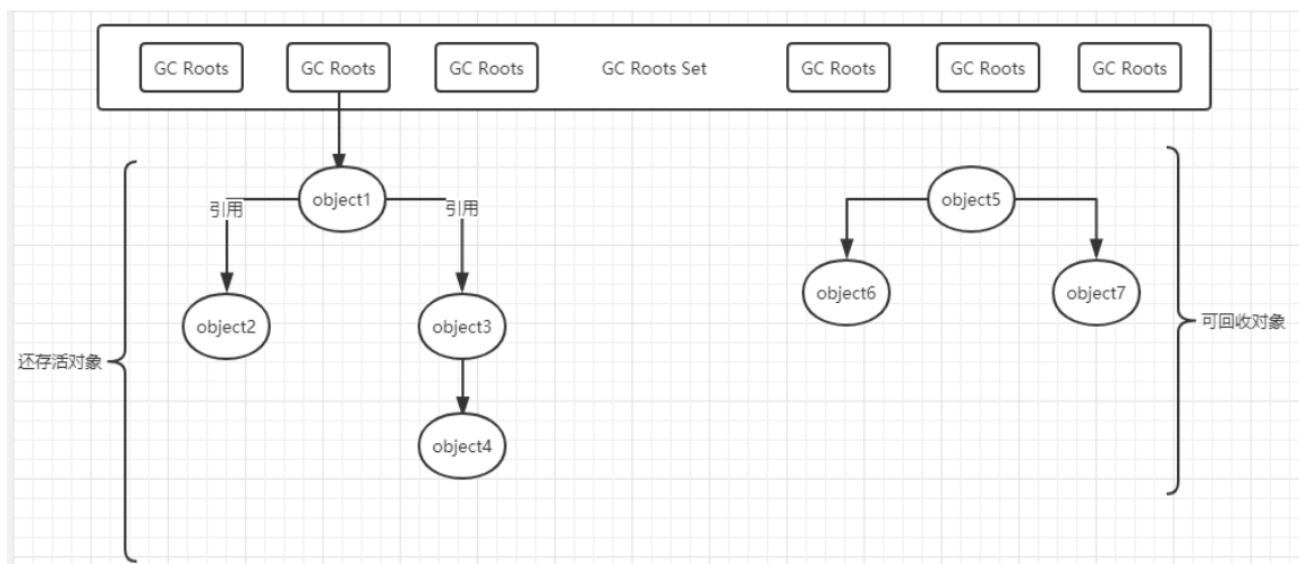 GC Roots
GC Roots
GC Roots
GC Roots Set
GC Roots
GC Roots
GC Roots
object1
引用
引用
object5
object6
object7
object2
object3
可回收对象
还存活对象
object4